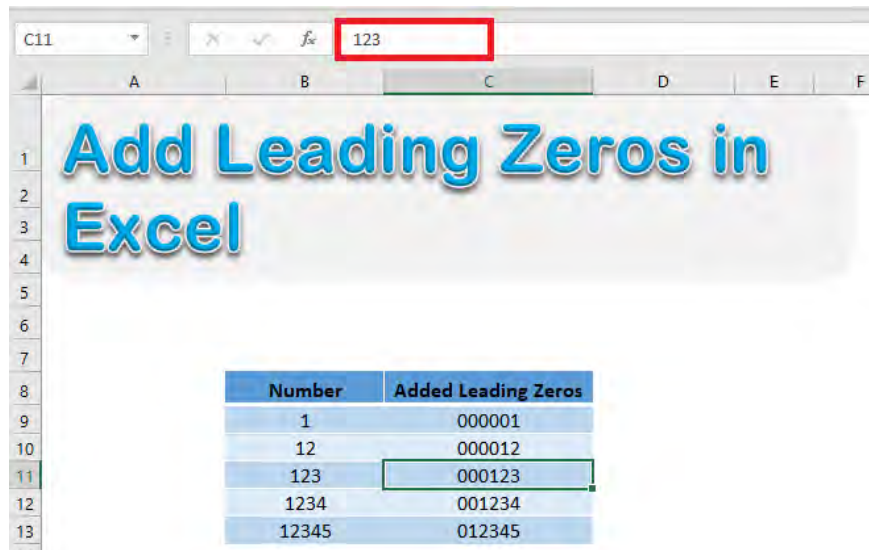 C11 fx 123
A B C D E F
1 Add Leading Zeros in
2
3 Excel
4
5
6
7
8 Number Added Leading Zeros
9 1 000001
10 12 000012
11 123 000123
12 1234 001234
13 12345 012345